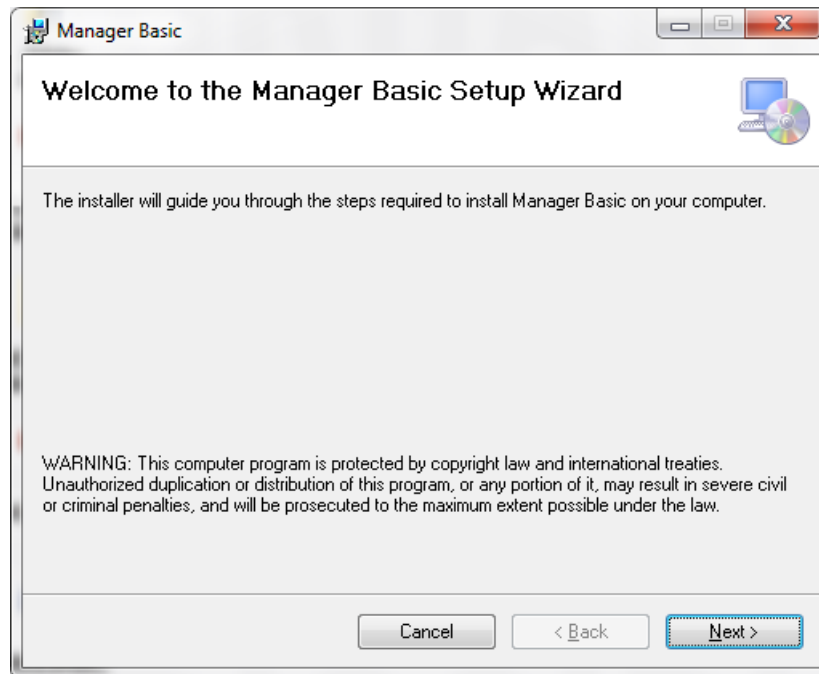 Manager Basic
Welcome to the Manager Basic Setup Wizard
The installer will guide you through the steps required to install Manager Basic on your computer.
WARNING: This computer program is protected by copyright law and international treaties.
Unauthorized duplication or distribution of this program, or any portion of it, may result in severe civil
or criminal penalties, and will be prosecuted to the maximum extent possible under the law.
Cancel
< Back
Next >